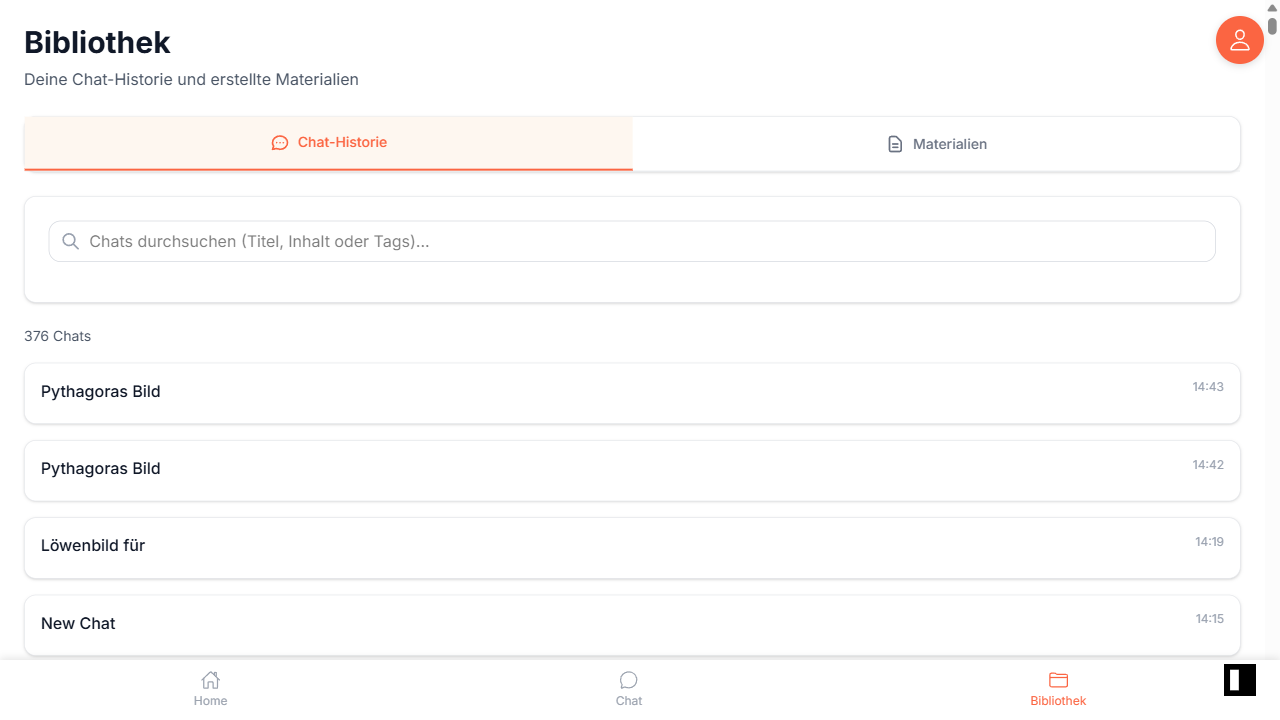 Bibliothek
Deine Chat-Historie und erstellte Materialien
Chat-Historie
Materialien
Chats durchsuchen (Titel, Inhalt oder Tags)...
376 Chats
Pythagoras Bild
14:43
Pythagoras Bild
14:42
Löwenbild für
14:19
New Chat
14:15
Home
Chat
Bibliothek